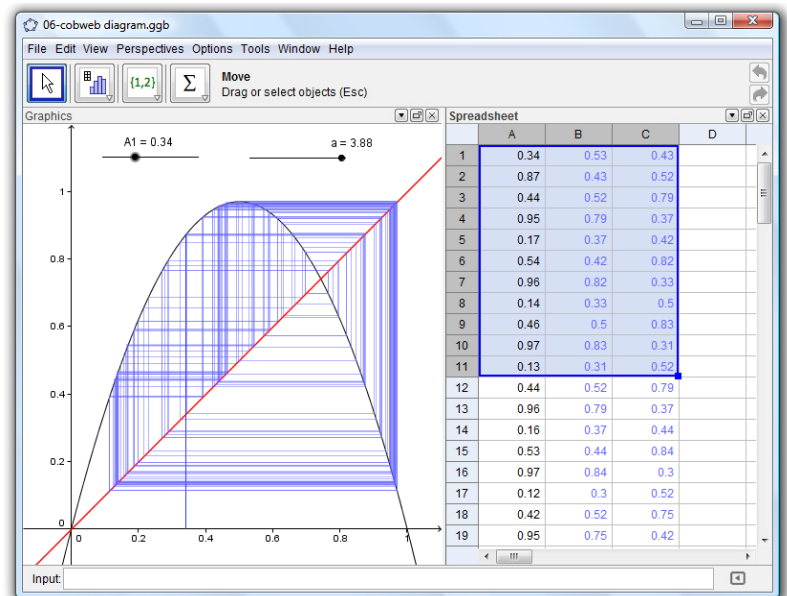 06-cobweb diagram.ggb
File Edit View Perspectives Options Tools Window Help
{1,2} Σ Move
Drag or select objects (Esc)
Graphics
Spreadsheet
A1 = 0.34
a = 3.88
1
0.8
0.6
0.4
0.2
0
0 0.2 0.4 0.6 0.8 1
A B C D
1 0.34 0.53 0.43
2 0.87 0.43 0.52
3 0.44 0.52 0.79
4 0.95 0.79 0.37
5 0.17 0.37 0.42
6 0.54 0.42 0.82
7 0.96 0.82 0.33
8 0.14 0.33 0.5
9 0.46 0.5 0.83
10 0.97 0.83 0.31
11 0.13 0.31 0.52
12 0.44 0.52 0.79
13 0.96 0.79 0.37
14 0.16 0.37 0.44
15 0.53 0.44 0.84
16 0.97 0.84 0.3
17 0.12 0.3 0.52
18 0.42 0.52 0.75
19 0.95 0.75 0.42
Input: